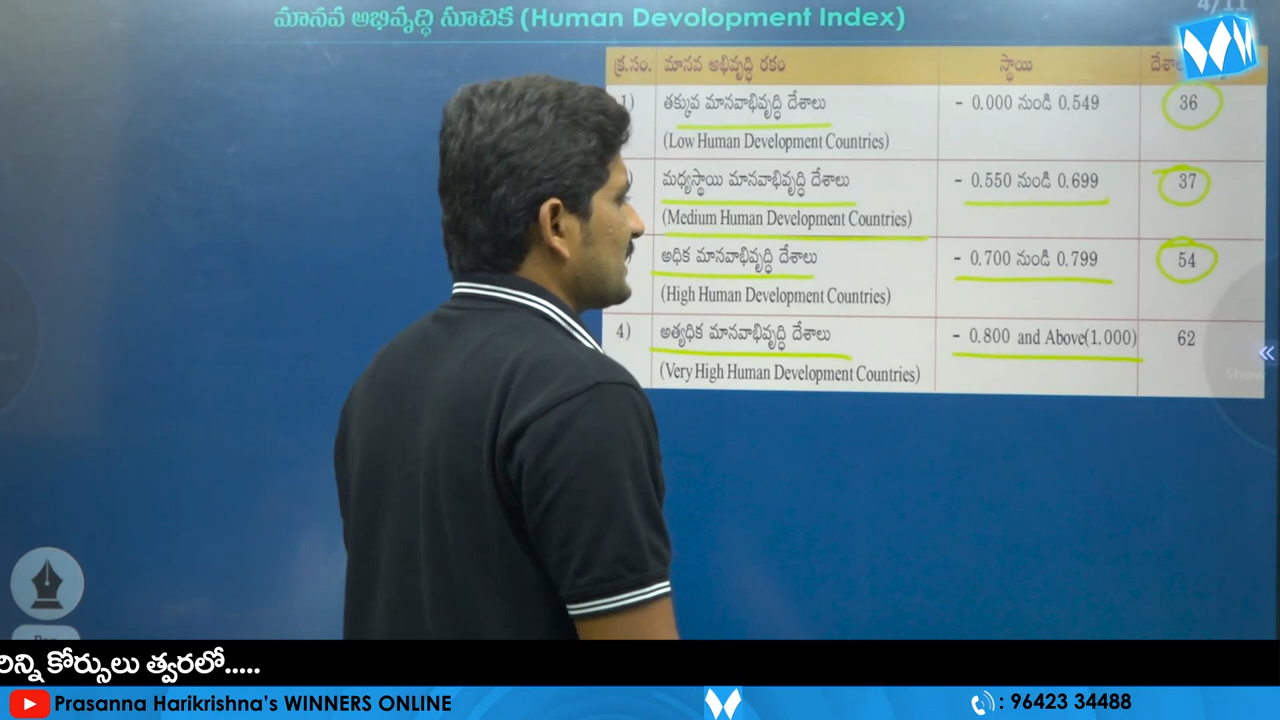 మానవ అభివృద్ధి సూచిక (Human Devolopment Index)
క్ర.సం. మానవ అభివృద్ధి రకం స్థాయి
1) తక్కువ మానవాభివృద్ధి దేశాలు - 0.000 నుండి 0.549 36
(Low Human Development Countries)
మధ్యస్థాయి మానవాభివృద్ధి దేశాలు - 0.550 నుండి 0.699 37
(Medium Human Development Countries)
అధిక మానవాభివృద్ధి దేశాలు - 0.700 నుండి 0.799 54
(High Human Development Countries)
4) అత్యధిక మానవాభివృద్ధి దేశాలు - 0.800 and Above(1.000) 62
(Very High Human Development Countries)
కోర్సులు త్వరలో.....
Prasanna Harikrishna's WINNERS ONLINE : 96423 34488